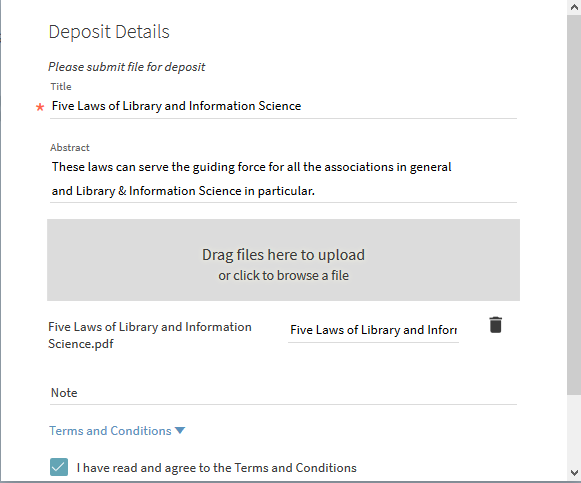 Deposit Details
Please submit file for deposit
Title
* Five Laws of Library and Information Science
Abstract
These laws can serve the guiding force for all the associations in general
and Library & Information Science in particular.
Drag files here to upload
or click to browse a file
Five Laws of Library and Information
Science.pdf
Five Laws of Library and Inforr
Note
Terms and Conditions
I have read and agree to the Terms and Conditions